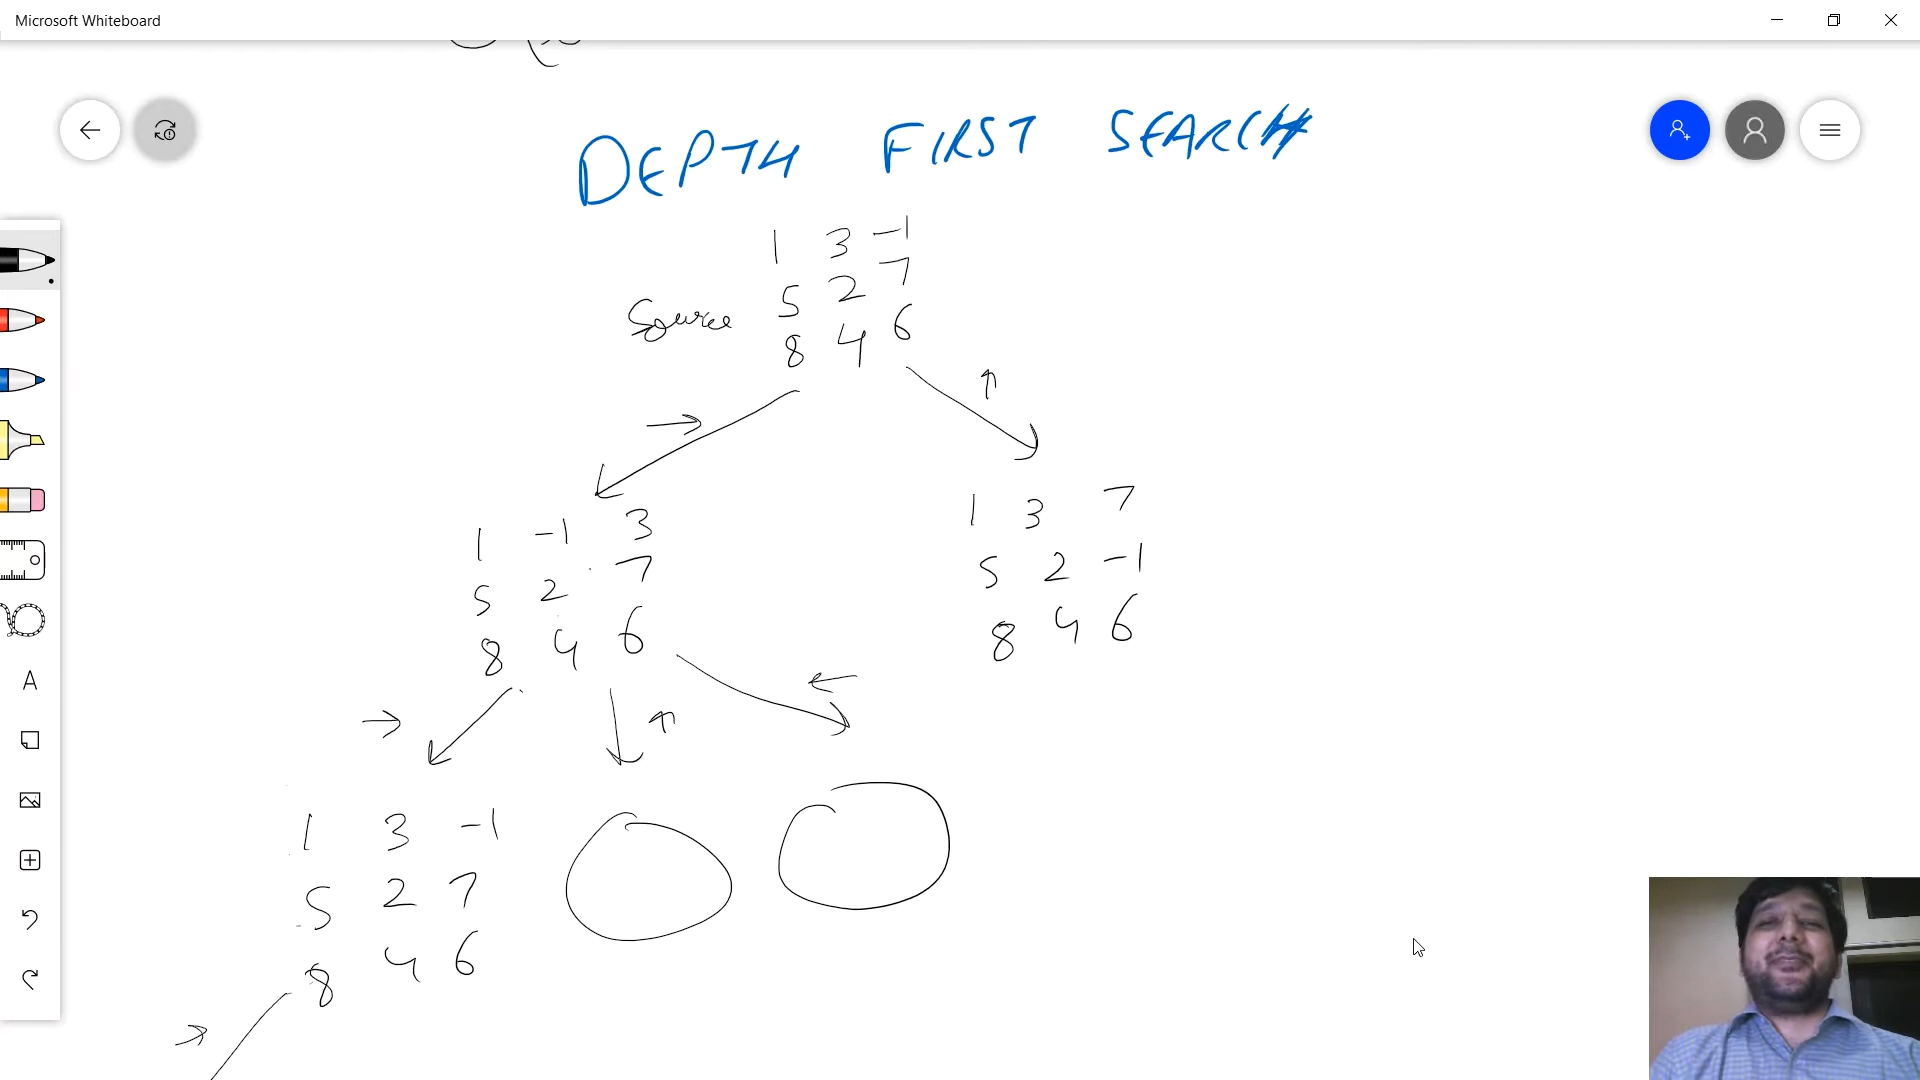 Microsoft Whiteboard
DEPTH FIRST SEARCH
1 3 -1
5 2 7
Source
8 4 6
→
↑
1 -1 3
5 2 7
8 4 6
1 3 7
5 2 -1
8 4 6
→
↑
←
1 3 -1
5 2 7
8 4 6
→
A